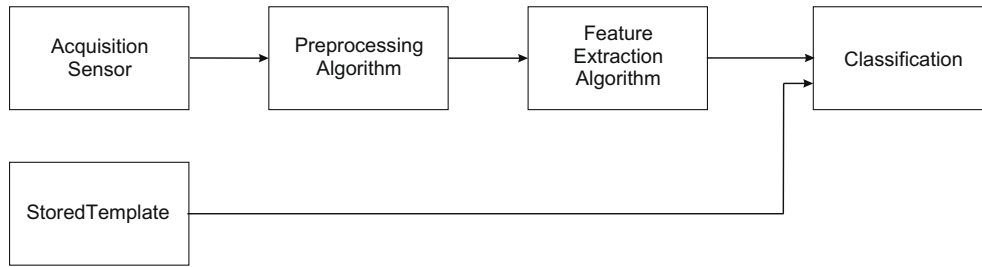 Acquisition
Sensor
Preprocessing
Algorithm
Feature
Extraction
Algorithm
Classification
StoredTemplate